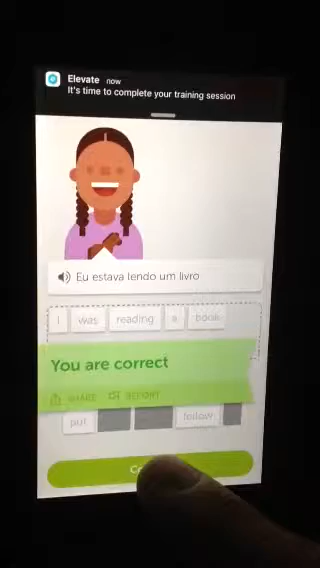 Elevate now
It's time to complete your training session
Eu estava lendo um livro
I was reading a book
You are correct
SHARE REPORT
put follow